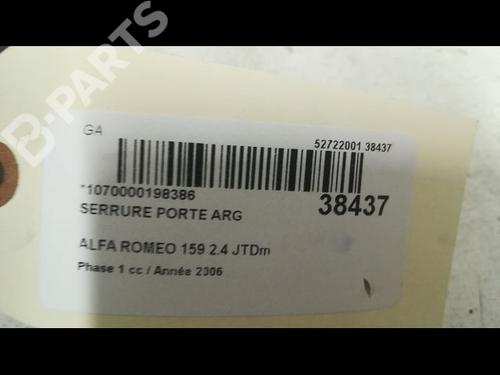 B-PARTS
GA
52722001 38437
*1070000198386
38437
SERRURE PORTE ARG
ALFA ROMEO 159 2.4 JTDm
Phase 1 cc / Année 2006